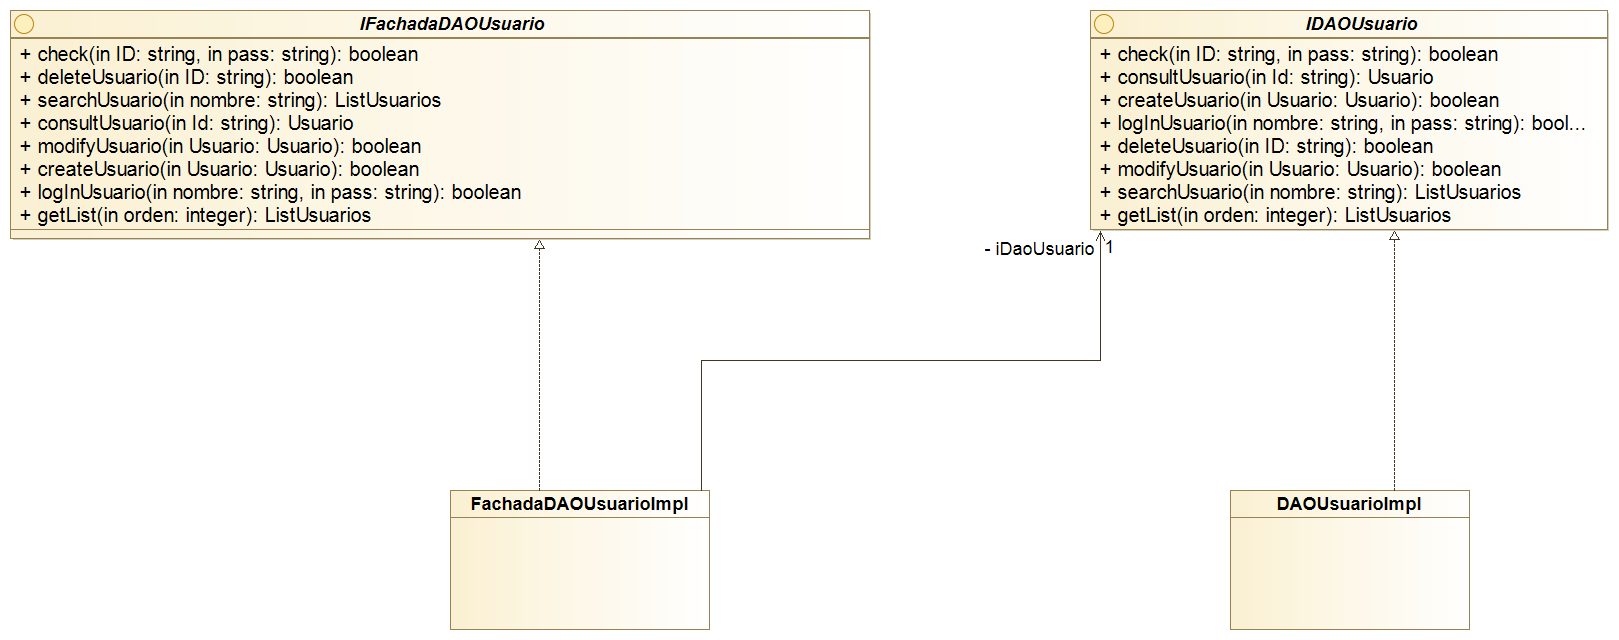 IFachadaDAOUsuario
+ check(in ID: string, in pass: string): boolean
+ deleteUsuario(in ID: string): boolean
+ searchUsuario(in nombre: string): ListUsuarios
+ consultUsuario(in Id: string): Usuario
+ modifyUsuario(in Usuario: Usuario): boolean
+ createUsuario(in Usuario: Usuario): boolean
+ logInUsuario(in nombre: string, in pass: string): boolean
+ getList(in orden: integer): ListUsuarios
IDAOUsuario
+ check(in ID: string, in pass: string): boolean
+ consultUsuario(in Id: string): Usuario
+ createUsuario(in Usuario: Usuario): boolean
+ logInUsuario(in nombre: string, in pass: string): bool...
+ deleteUsuario(in ID: string): boolean
+ modifyUsuario(in Usuario: Usuario): boolean
+ searchUsuario(in nombre: string): ListUsuarios
+ getList(in orden: integer): ListUsuarios
- iDaoUsuario 1
FachadaDAOUsuarioImpl
DAOUsuarioImpl